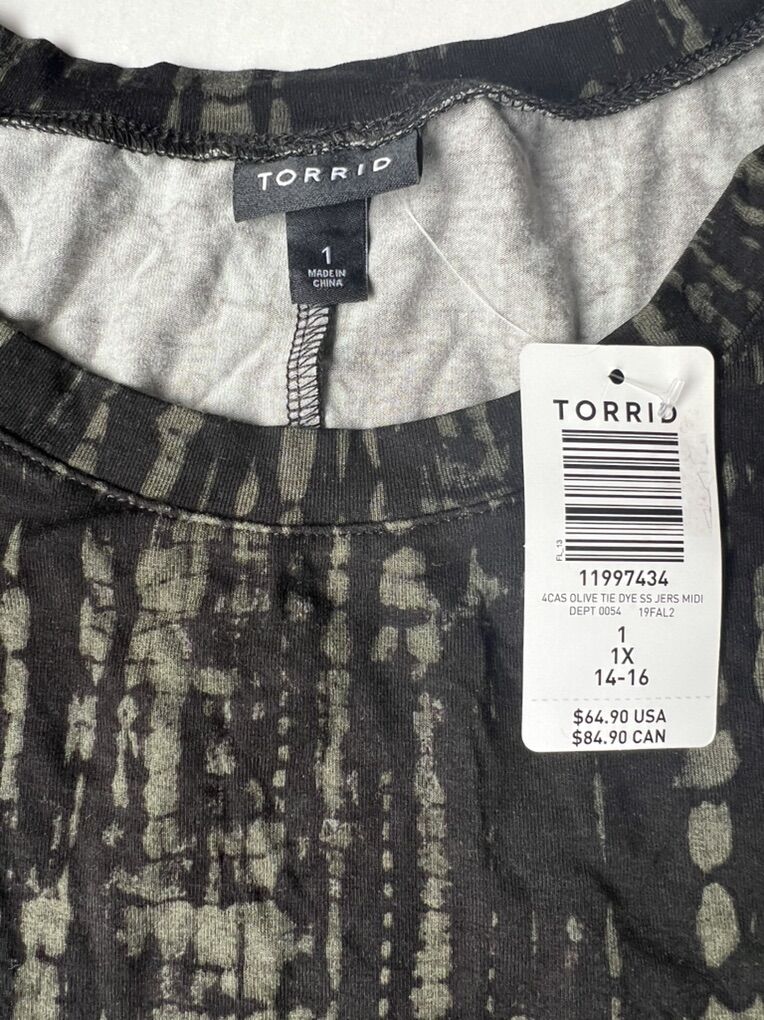 TORRID
1
MADE IN
CHINA
TORRID
FL_13
11997434
4CAS OLIVE TIE DYE SS JERS MIDI
DEPT 0054 19FAL2
1
1X
14-16
$64.90 USA
$84.90 CAN